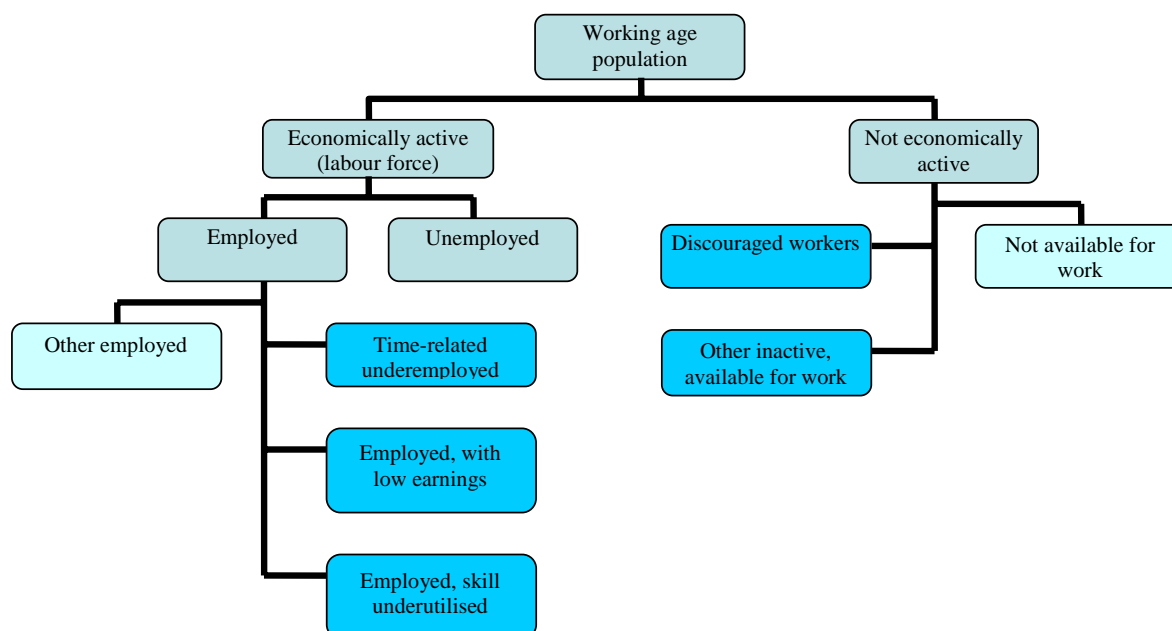 Working age
population
Economically active
(labour force)
Not economically
active
Employed
Unemployed
Discouraged workers
Not available for
work
Other employed
Time-related
underemployed
Other inactive,
available for work
Employed, with
low earnings
Employed, skill
underutilised